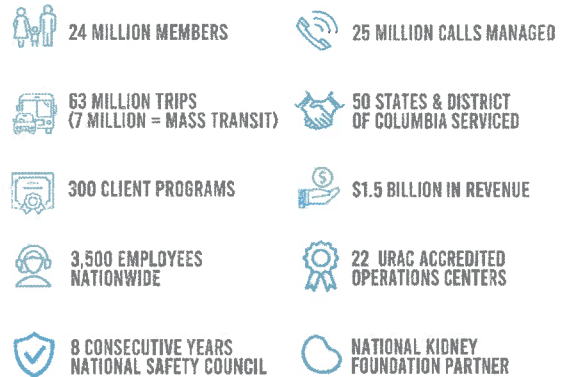 24 MILLION MEMBERS
25 MILLION CALLS MANAGED
63 MILLION TRIPS
(7 MILLION = MASS TRANSIT)
50 STATES & DISTRICT
OF COLUMBIA SERVICED
300 CLIENT PROGRAMS
$
$1.5 BILLION IN REVENUE
3,500 EMPLOYEES
NATIONWIDE
22 URAC ACCREDITED
OPERATIONS CENTERS
8 CONSECUTIVE YEARS
NATIONAL SAFETY COUNCIL
NATIONAL KIDNEY
FOUNDATION PARTNER